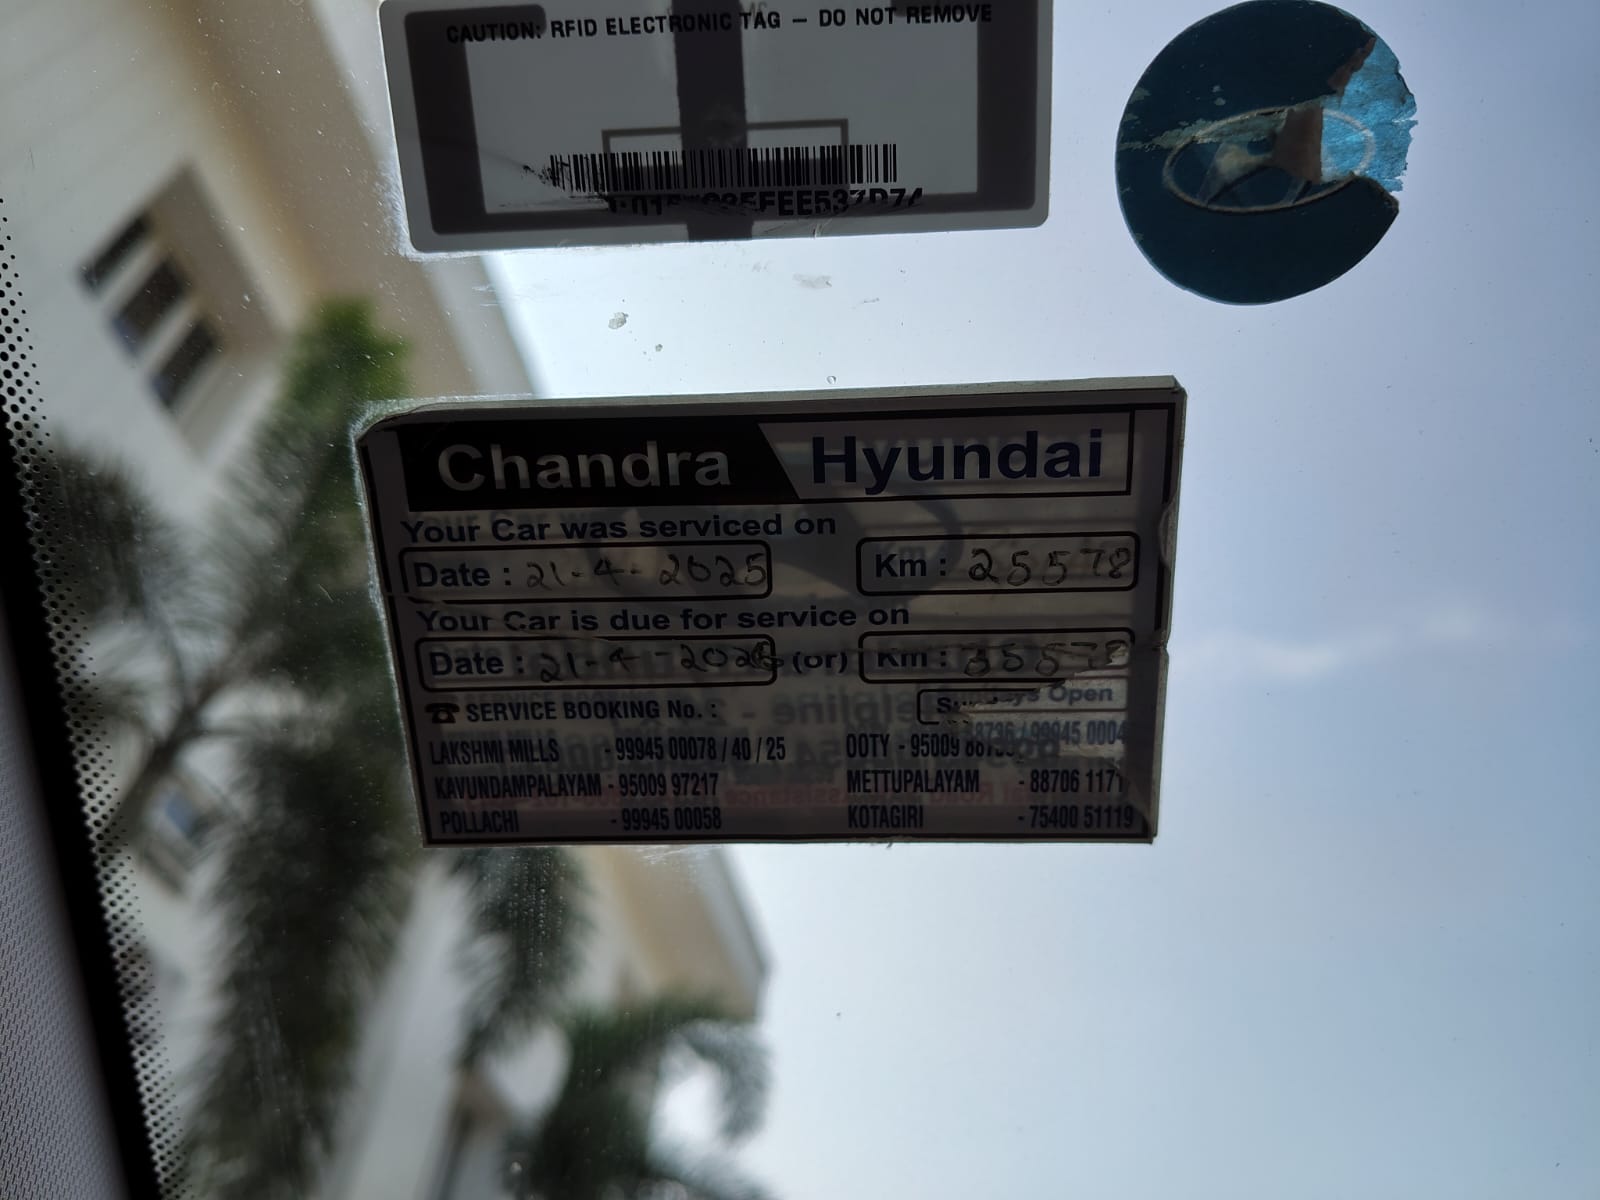 CAUTION: RFID ELECTRONIC TAG – DO NOT REMOVE
Chandra Hyundai
Your Car was serviced on
Date : 21-4-2025 Km : 25578
Your Car is due for service on
Date : 21-4-2026 (or) Km : 35578
Open
☎ SERVICE BOOKING No. :
LAKSHMI MILLS - 99945 00078 / 40 / 25 OOTY - 95009
KAVUNDAMPALAYAM - 95009 97217 METTUPALAYAM - 88706
POLLACHI - 99945 00058 KOTAGIRI - 75400 51119